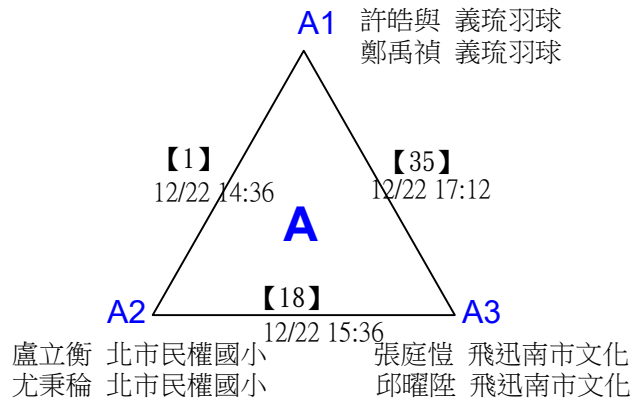 A1 許皓與 義琉羽球
鄭禹禎 義琉羽球
【1】
12/22 14:36
【35】
12/22 17:12
A
【18】
12/22 15:36
A2
A3
盧立衡 北市民權國小
尤秉稐 北市民權國小
張庭愷 飛迅南市文化
邱曜陞 飛迅南市文化